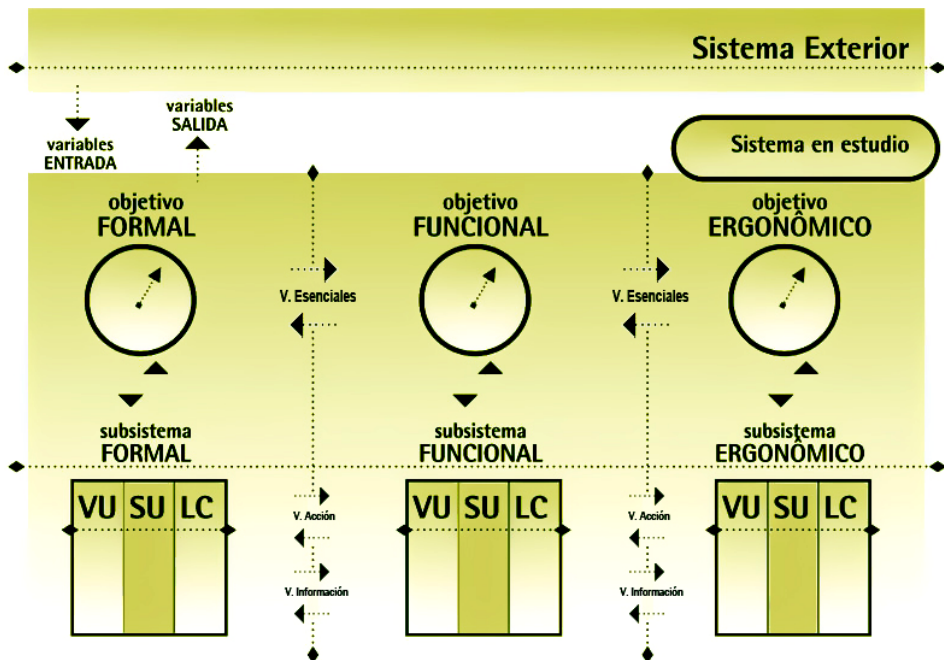 Sistema Exterior
variables
SALIDA
variables
ENTRADA
Sistema en estudio
objetivo
FORMAL
objetivo
FUNCIONAL
objetivo
ERGONÔMICO
V. Esenciales
V. Esenciales
subsistema
FORMAL
subsistema
FUNCIONAL
subsistema
ERGONÔMICO
VU SU LC
VU SU LC
VU SU LC
V. Acción
V. Acción
V. Información
V. Información